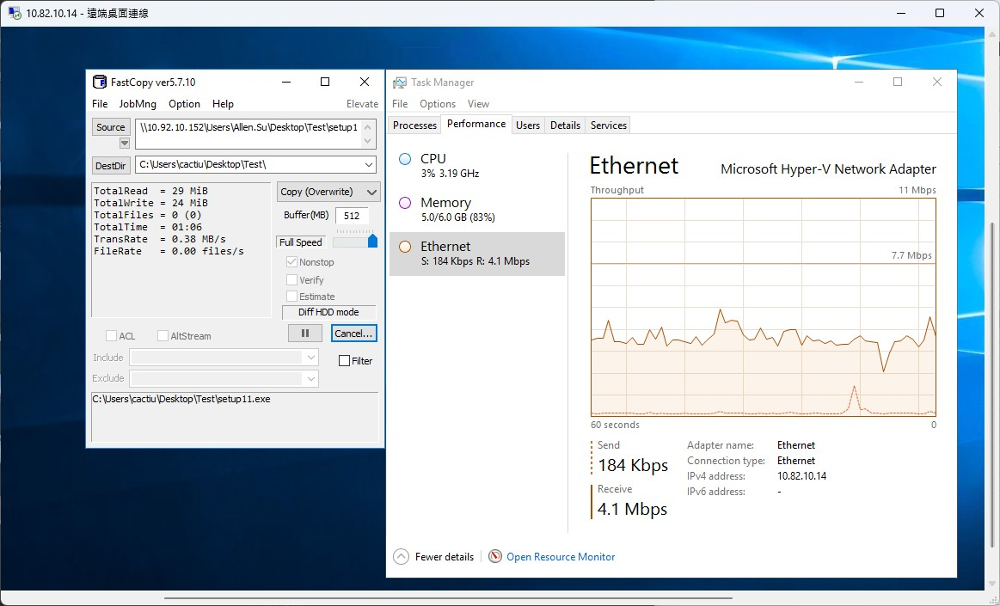 10.82.10.14 - 遠端桌面連線
FastCopy ver5.7.10
File JobMng Option Help Elevate
Source \\10.92.10.152\Users\Allen.Su\Desktop\Test\setup1
DestDir C:\Users\cactiu\Desktop\Test\
TotalRead = 29 MiB
TotalWrite = 24 MiB
TotalFiles = 0 (0)
TotalTime = 01:06
TransRate = 0.38 MB/s
FileRate = 0.00 files/s
Copy (Overwrite)
Buffer(MB) 512
Full Speed
Nonstop
Verify
Estimate
Diff HDD mode
ACL AltStream Cancel...
Include Filter
Exclude
C:\Users\cactiu\Desktop\Test\setup11.exe
Task Manager
File Options View
Processes Performance Users Details Services
CPU
3% 3.19 GHz
Memory
5.0/6.0 GB (83%)
Ethernet
S: 184 Kbps R: 4.1 Mbps
Ethernet Microsoft Hyper-V Network Adapter
Throughput 11 Mbps
7.7 Mbps
60 seconds 0
Send
184 Kbps
Receive
4.1 Mbps
Adapter name: Ethernet
Connection type: Ethernet
IPv4 address: 10.82.10.14
IPv6 address: -
Fewer details Open Resource Monitor